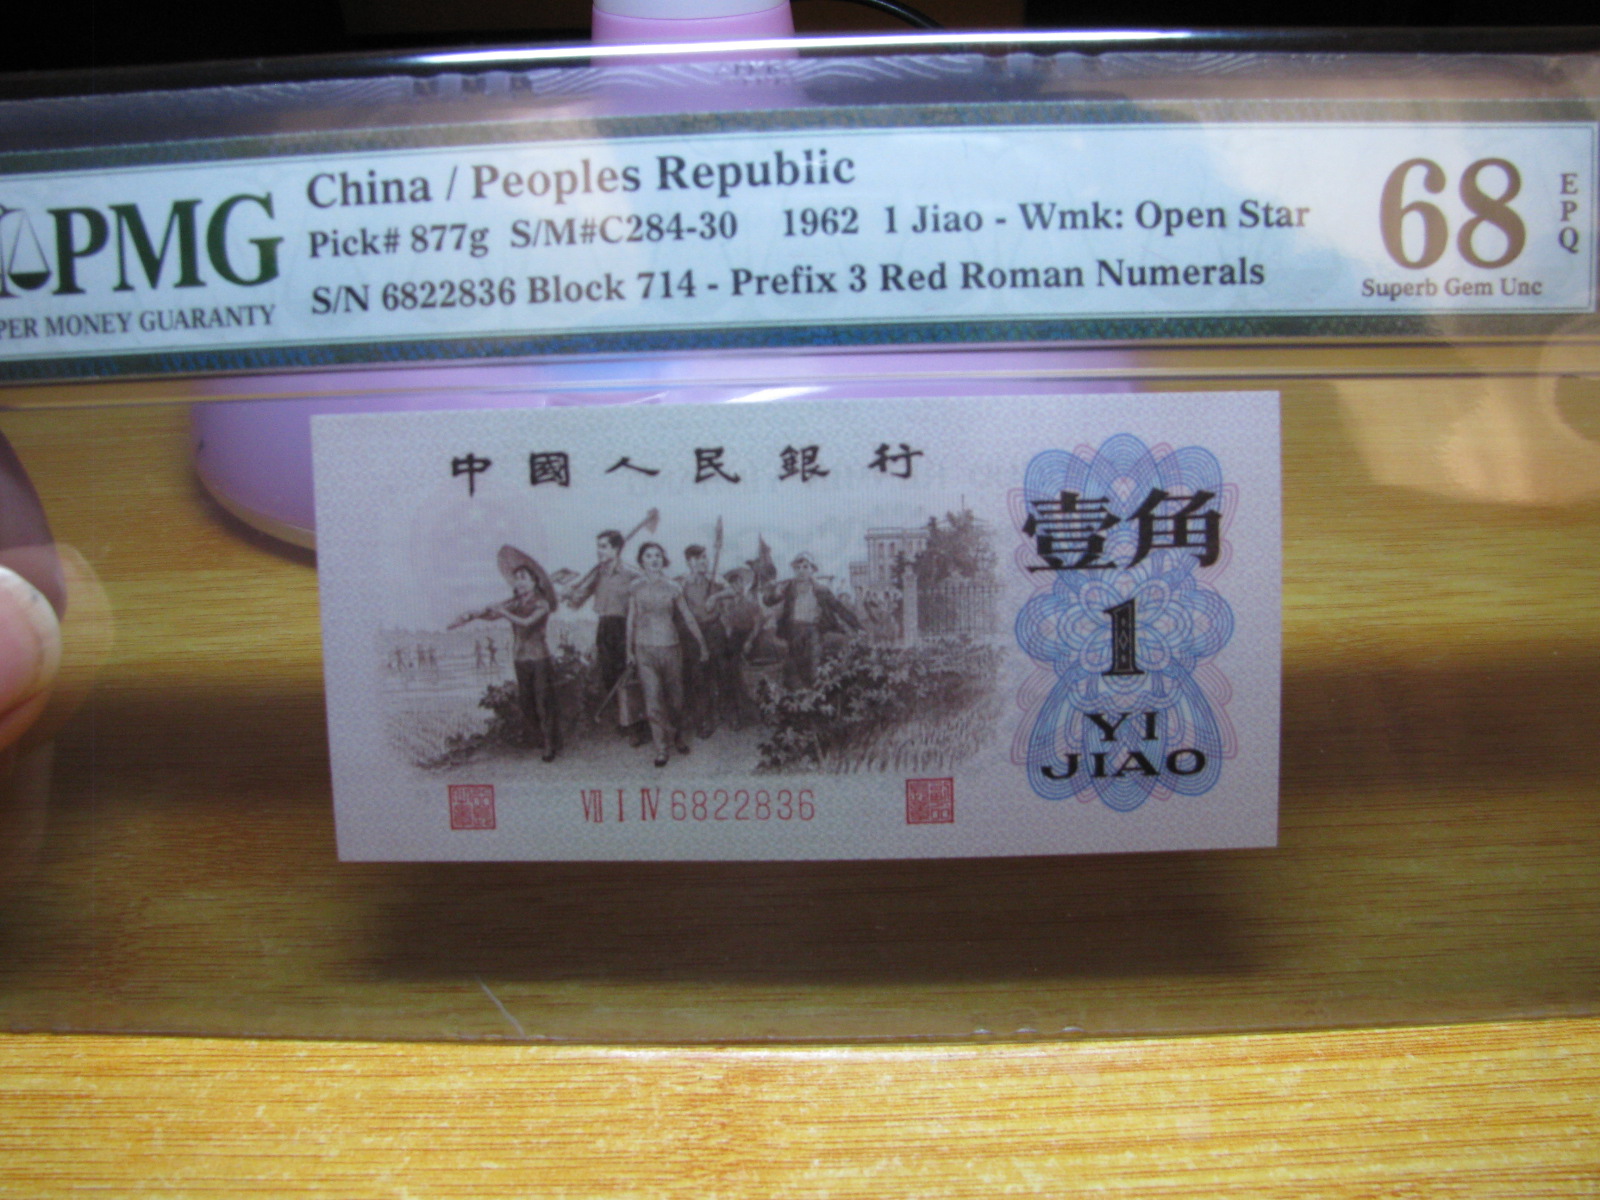 PMG
PER MONEY GUARANTY
China / Peoples Republic
Pick# 877g S/M#C284-30 1962 1 Jiao - Wmk: Open Star
S/N 6822836 Block 714 - Prefix 3 Red Roman Numerals
68
EPQ
Superb Gem Unc
中國人民銀行
壹角
1
YI
JIAO
VII I IV 6822836